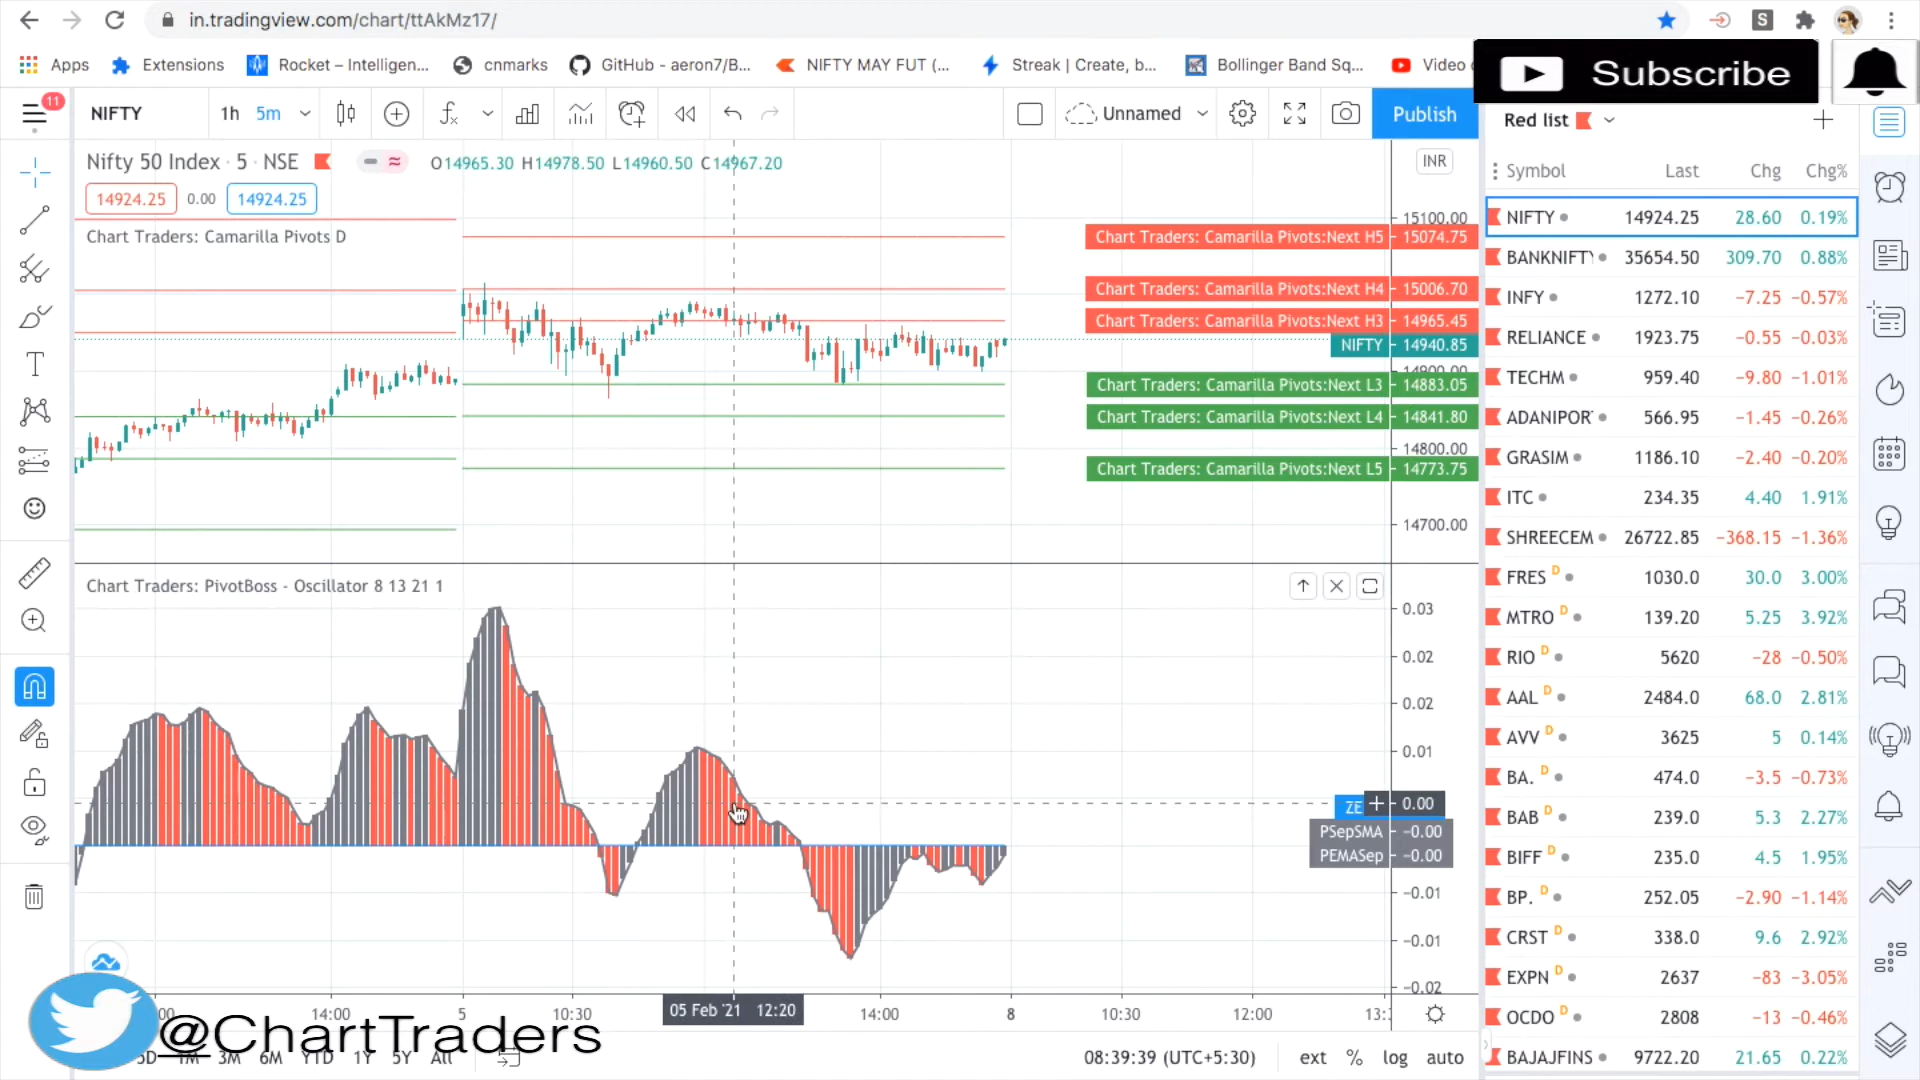 in.tradingview.com/chart/ttAkMz17/
Apps Extensions Rocket – Intelligen... cnmarks GitHub - aeron7/B... NIFTY MAY FUT (... Streak | Create, b... Bollinger Band Sq... Video
Subscribe
11
NIFTY 1h 5m Unnamed Publish
Red list
Nifty 50 Index · 5 · NSE O14965.30 H14978.50 L14960.50 C14967.20
INR
14924.25 0.00 14924.25
Chart Traders: Camarilla Pivots D
15100.00
Chart Traders: Camarilla Pivots:Next H5 15074.75
Chart Traders: Camarilla Pivots:Next H4 15006.70
Chart Traders: Camarilla Pivots:Next H3 14965.45
NIFTY 14940.85
14900.00
Chart Traders: Camarilla Pivots:Next L3 14883.05
Chart Traders: Camarilla Pivots:Next L4 14841.80
14800.00
Chart Traders: Camarilla Pivots:Next L5 14773.75
14700.00
Chart Traders: PivotBoss - Oscillator 8 13 21 1
0.03
0.02
0.02
0.01
ZE 0.00
PSepSMA −0.00
PEMASep −0.00
−0.01
−0.01
−0.02
14:00 5 10:30 05 Feb '21 12:20 14:00 8 10:30 12:00 13:
@ChartTraders
5D 1M 3M 6M YTD 1Y 5Y All
08:39:39 (UTC+5:30) ext % log auto
Symbol Last Chg Chg%
NIFTY 14924.25 28.60 0.19%
BANKNIFTY 35654.50 309.70 0.88%
INFY 1272.10 −7.25 −0.57%
RELIANCE 1923.75 −0.55 −0.03%
TECHM 959.40 −9.80 −1.01%
ADANIPOR 566.95 −1.45 −0.26%
GRASIM 1186.10 −2.40 −0.20%
ITC 234.35 4.40 1.91%
SHREECEM 26722.85 −368.15 −1.36%
FRES D 1030.0 30.0 3.00%
MTRO D 139.20 5.25 3.92%
RIO D 5620 −28 −0.50%
AAL D 2484.0 68.0 2.81%
AVV D 3625 5 0.14%
BA. D 474.0 −3.5 −0.73%
BAB D 239.0 5.3 2.27%
BIFF D 235.0 4.5 1.95%
BP. D 252.05 −2.90 −1.14%
CRST D 338.0 9.6 2.92%
EXPN D 2637 −83 −3.05%
OCDO D 2808 −13 −0.46%
BAJAJFINS 9722.20 21.65 0.22%